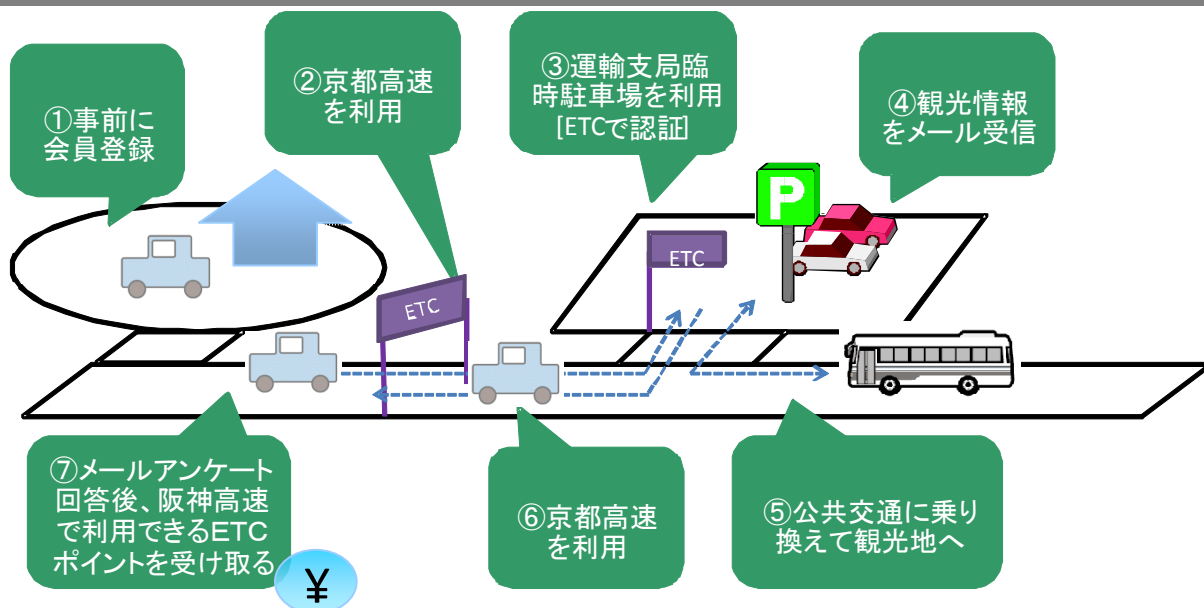 ①事前に
会員登録
②京都高速
を利用
③運輸支局臨
時駐車場を利用
[ETCで認証]
④観光情報
をメール受信
P
ETC
ETC
⑦メールアンケート
回答後、阪神高速
で利用できるETC
ポイントを受け取る
¥
⑥京都高速
を利用
⑤公共交通に乗り
換えて観光地へ